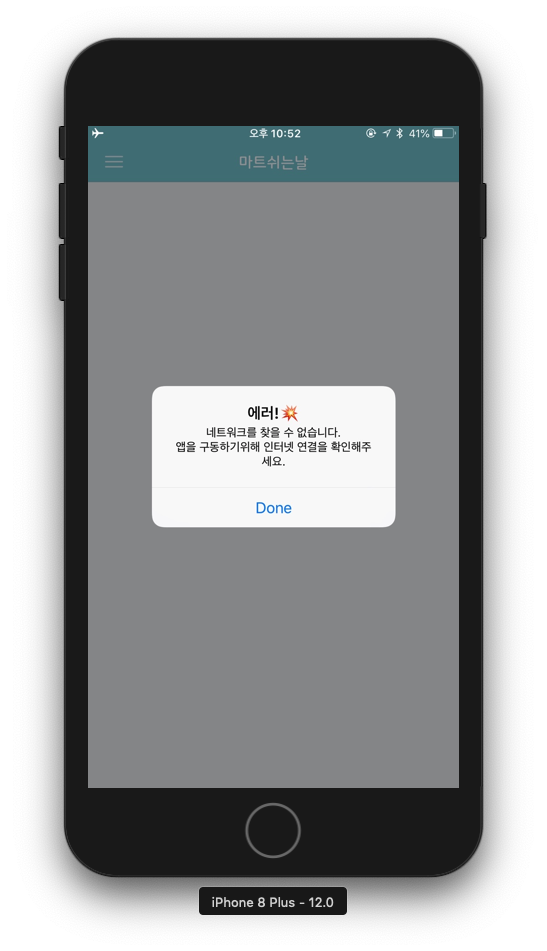 오후 10:52
41%
마트쉬는날
에러!💥
네트워크를 찾을 수 없습니다.
앱을 구동하기위해 인터넷 연결을 확인해주
세요.
Done
iPhone 8 Plus - 12.0